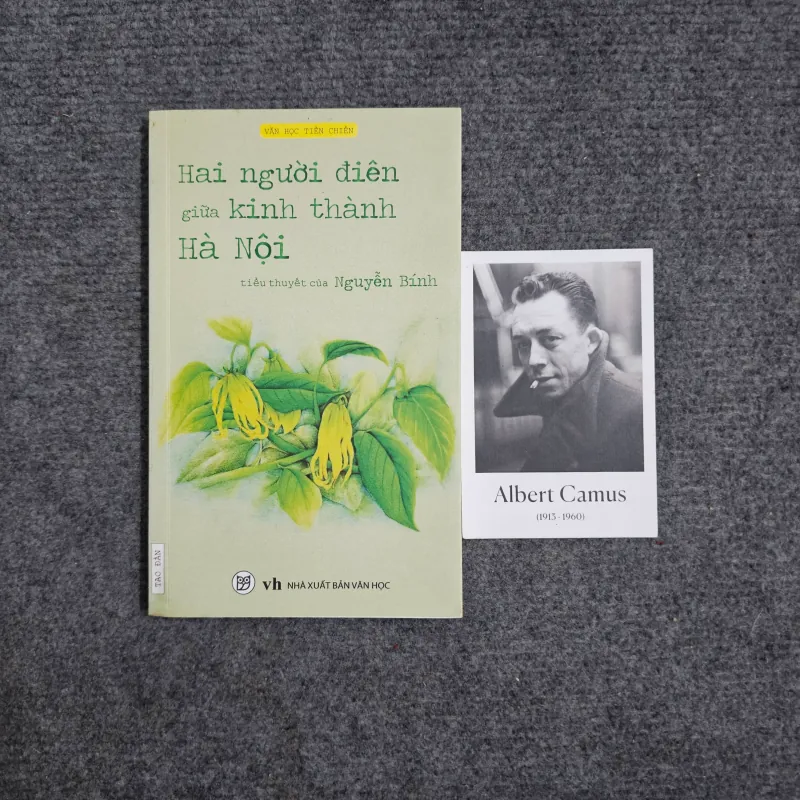 VĂN HỌC TIỀN CHIẾN
Hai người điên
giữa kinh thành
Hà Nội
tiểu thuyết của Nguyễn Bính
TAO ĐÀN
vh NHÀ XUẤT BẢN VĂN HỌC
Albert Camus
(1913 - 1960)